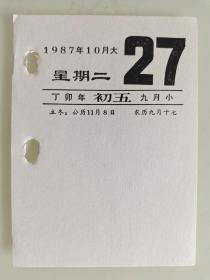 1987年10月大
27
星期二
丁卯年 初五 九月小
立冬：公历11月8日 农历九月十七